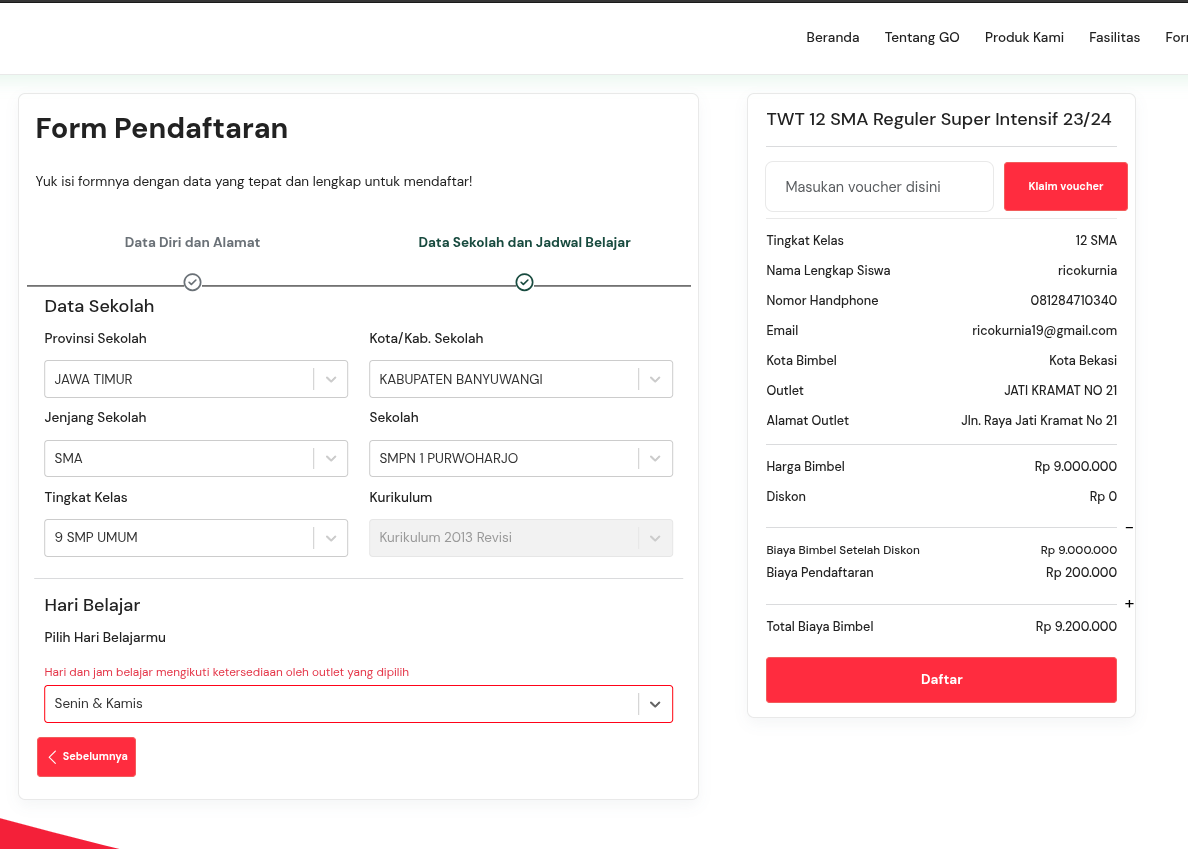 Beranda Tentang GO Produk Kami Fasilitas
Form Pendaftaran
Yuk isi formnya dengan data yang tepat dan lengkap untuk mendaftar!
Data Diri dan Alamat Data Sekolah dan Jadwal Belajar
Data Sekolah
Provinsi Sekolah Kota/Kab. Sekolah
JAWA TIMUR KABUPATEN BANYUWANGI
Jenjang Sekolah Sekolah
SMA SMPN 1 PURWOHARJO
Tingkat Kelas Kurikulum
9 SMP UMUM Kurikulum 2013 Revisi
Hari Belajar
Pilih Hari Belajarmu
Hari dan jam belajar mengikuti ketersediaan oleh outlet yang dipilih
Senin & Kamis
Sebelumnya
TWT 12 SMA Reguler Super Intensif 23/24
Masukan voucher disini Klaim voucher
Tingkat Kelas 12 SMA
Nama Lengkap Siswa ricokurnia
Nomor Handphone 081284710340
Email ricokurnia19@gmail.com
Kota Bimbel Kota Bekasi
Outlet JATI KRAMAT NO 21
Alamat Outlet Jln. Raya Jati Kramat No 21
Harga Bimbel Rp 9.000.000
Diskon Rp 0
-
Biaya Bimbel Setelah Diskon Rp 9.000.000
Biaya Pendaftaran Rp 200.000
+
Total Biaya Bimbel Rp 9.200.000
Daftar